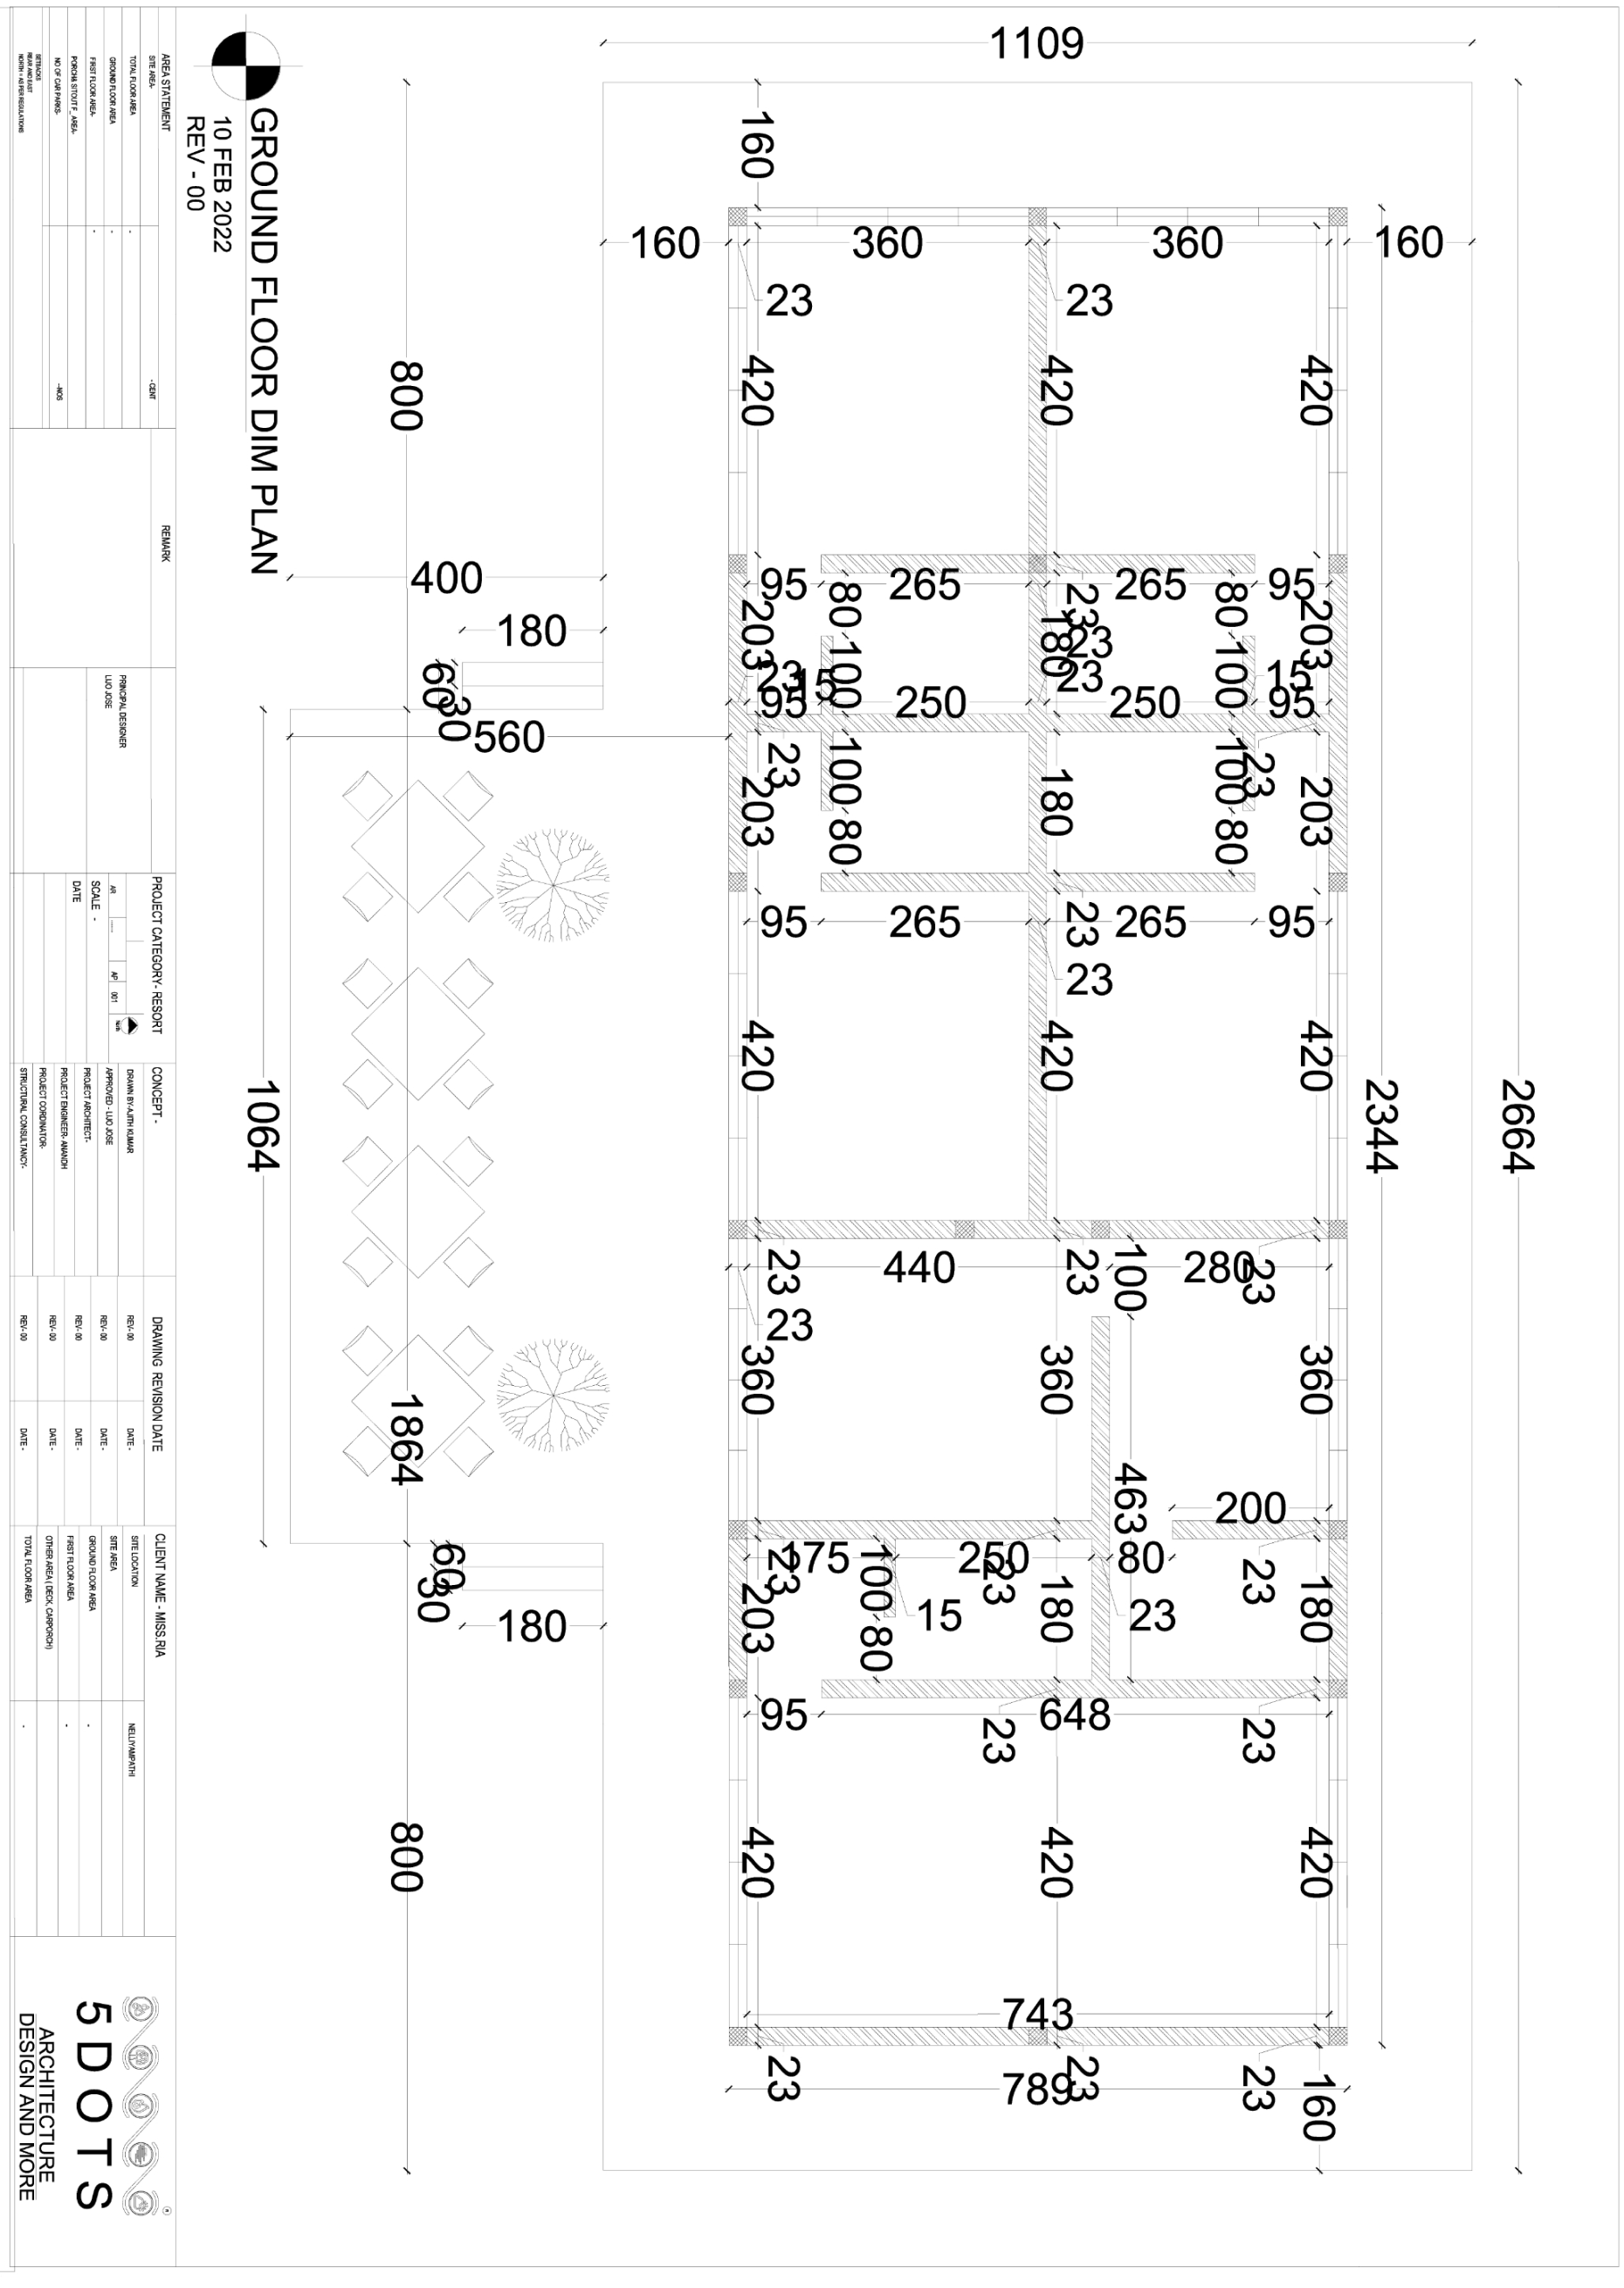 1109
160
160
360
360
160
23
23
420
420
420
800
2344
2664
95
265
23
265
95
203
80
23
80
203
180
100
100
23
15
23
15
95
250
250
95
400
180
60
30
560
23
100
100
23
203
80
180
80
203
95
265
23
265
95
23
420
420
420
1064
1864
23
440
23
100
280
23
23
360
360
360
463
200
23
175
100
250
23
80
23
203
80
15
180
23
180
60
30
180
95
648
23
23
420
420
420
800
743
23
789
23
23
160
GROUND FLOOR DIM PLAN
10 FEB 2022
REV - 00
AREA STATEMENT
SITE AREA-
- CENT
TOTAL FLOOR AREA
-
GROUND FLOOR AREA
-
FIRST FLOOR AREA-
-
PORCH& SITOUT F_AREA-
NO OF CAR PARKS-
-NOS
SETBACKS
REAR AND EAST
NORTH - AS PER REGULATIONS
REMARK
PRINCIPAL DESIGNER
LIJO JOSE
PROJECT CATEGORY - RESORT
AR
AP
001
North
SCALE -
DATE
CONCEPT -
DRAWN BY-AJITH KUMAR
APPROVED - LIJO JOSE
PROJECT ARCHITECT-
PROJECT ENGINEER- ANANDH
PROJECT CORDINATOR-
STRUCTURAL CONSULTANCY-
DRAWING REVISION DATE
REV- 00 DATE -
REV- 00 DATE -
REV- 00 DATE -
REV- 00 DATE -
REV- 00 DATE -
CLIENT NAME - MISS.RIA
SITE LOCATION NELLIYAMPATHI
SITE AREA
GROUND FLOOR AREA -
FIRST FLOOR AREA -
OTHER AREA ( DECK, CARPORCH)
TOTAL FLOOR AREA -
5 D O T S
®
ARCHITECTURE
DESIGN AND MORE